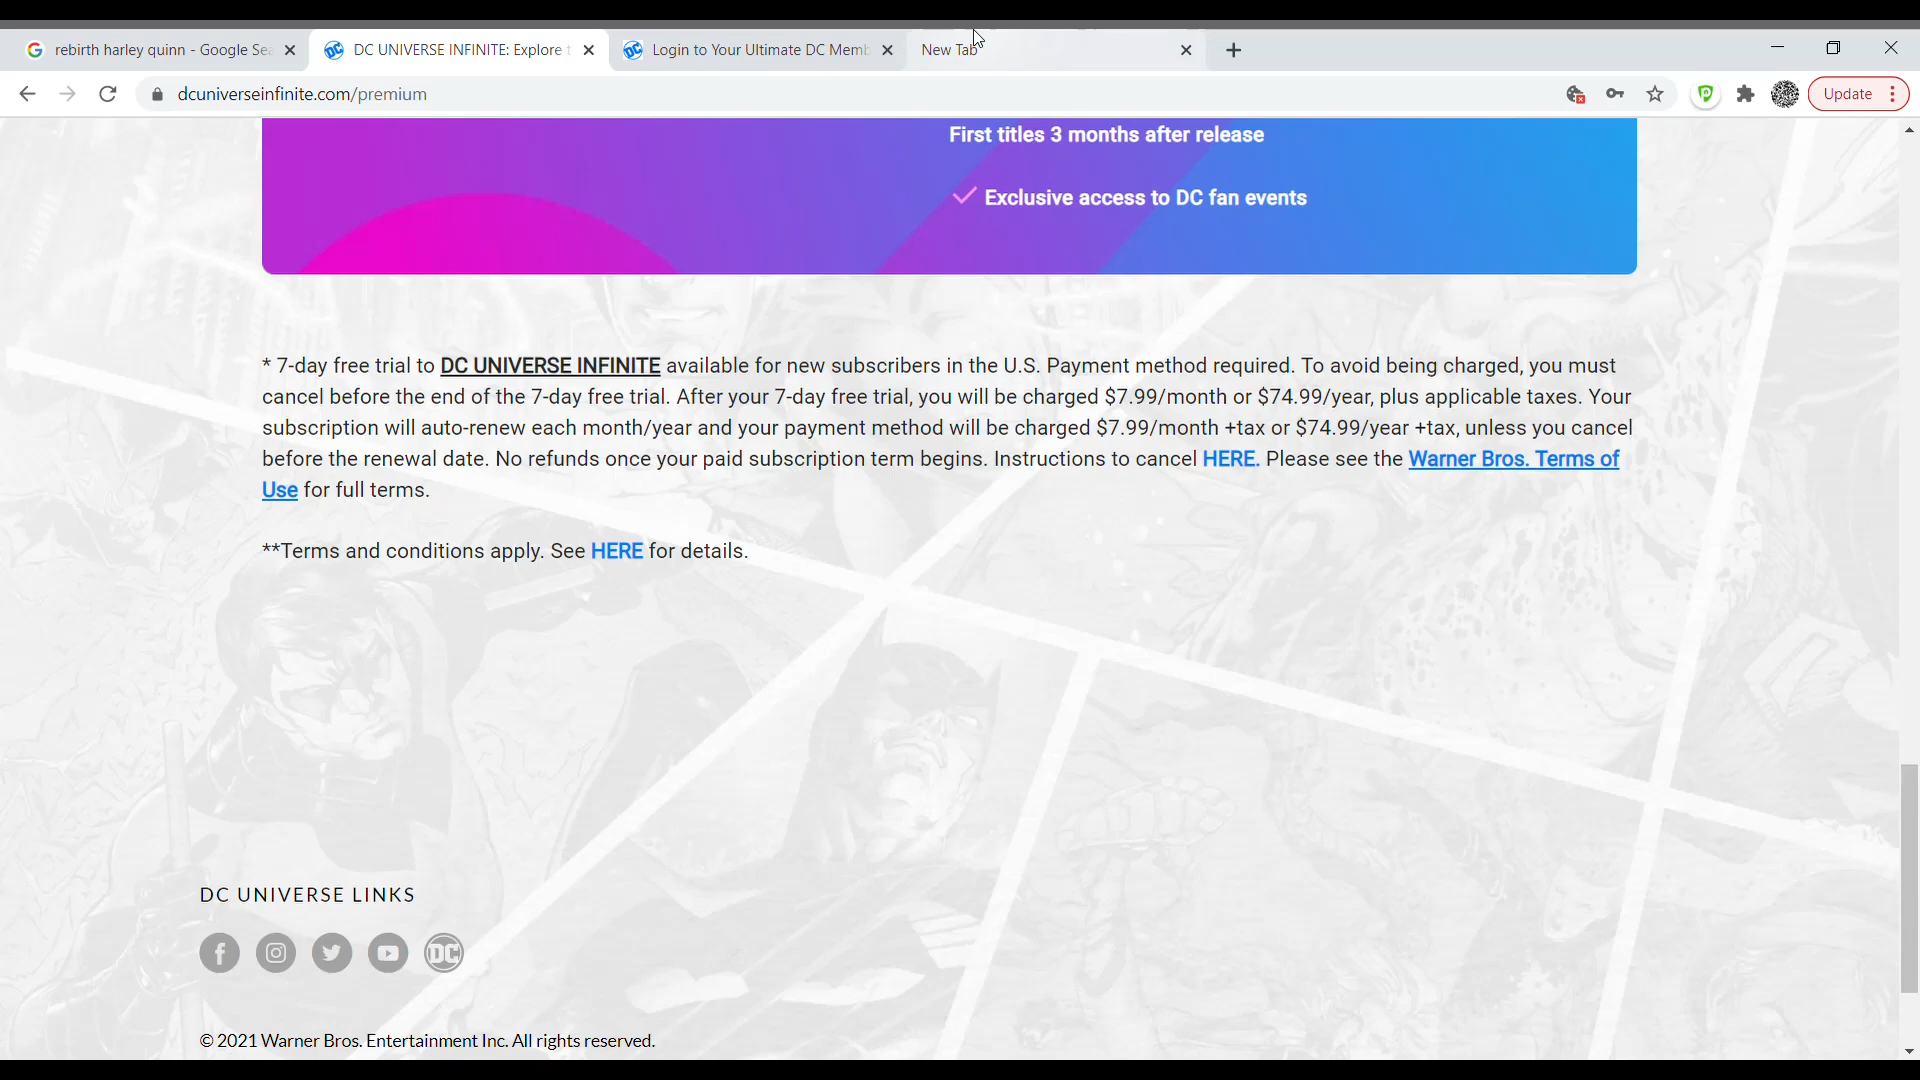 rebirth harley quinn - Google Sea
DC UNIVERSE INFINITE: Explore t
Login to Your Ultimate DC Memb
New Tab
dcuniverseinfinite.com/premium
Update
First titles 3 months after release
Exclusive access to DC fan events
* 7-day free trial to DC UNIVERSE INFINITE available for new subscribers in the U.S. Payment method required. To avoid being charged, you must
cancel before the end of the 7-day free trial. After your 7-day free trial, you will be charged $7.99/month or $74.99/year, plus applicable taxes. Your
subscription will auto-renew each month/year and your payment method will be charged $7.99/month +tax or $74.99/year +tax, unless you cancel
before the renewal date. No refunds once your paid subscription term begins. Instructions to cancel HERE. Please see the Warner Bros. Terms of
Use for full terms.
**Terms and conditions apply. See HERE for details.
DC UNIVERSE LINKS
DC
© 2021 Warner Bros. Entertainment Inc. All rights reserved.